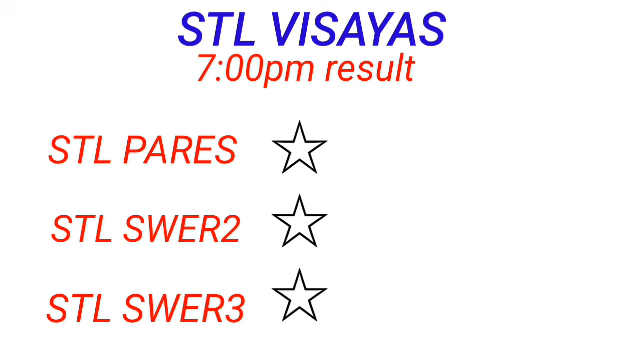 STL VISAYAS
7:00pm result
STL PARES
STL SWER2
STL SWER3